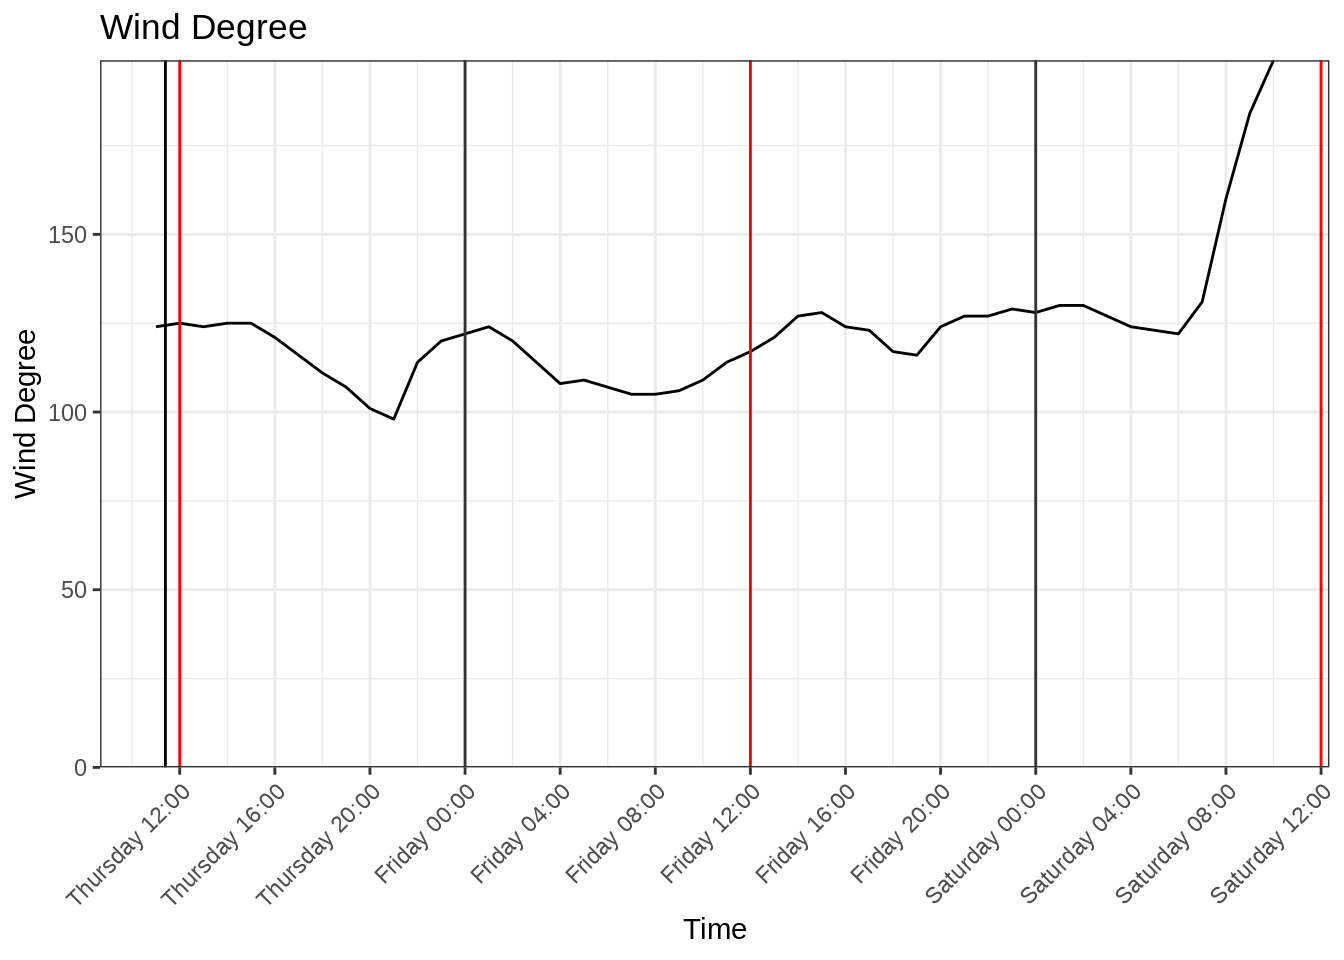 Wind Degree
Wind Degree
150
100
50
0
Thursday 12:00
Thursday 16:00
Thursday 20:00
Friday 00:00
Friday 04:00
Friday 08:00
Friday 12:00
Friday 16:00
Friday 20:00
Saturday 00:00
Saturday 04:00
Saturday 08:00
Saturday 12:00
Time